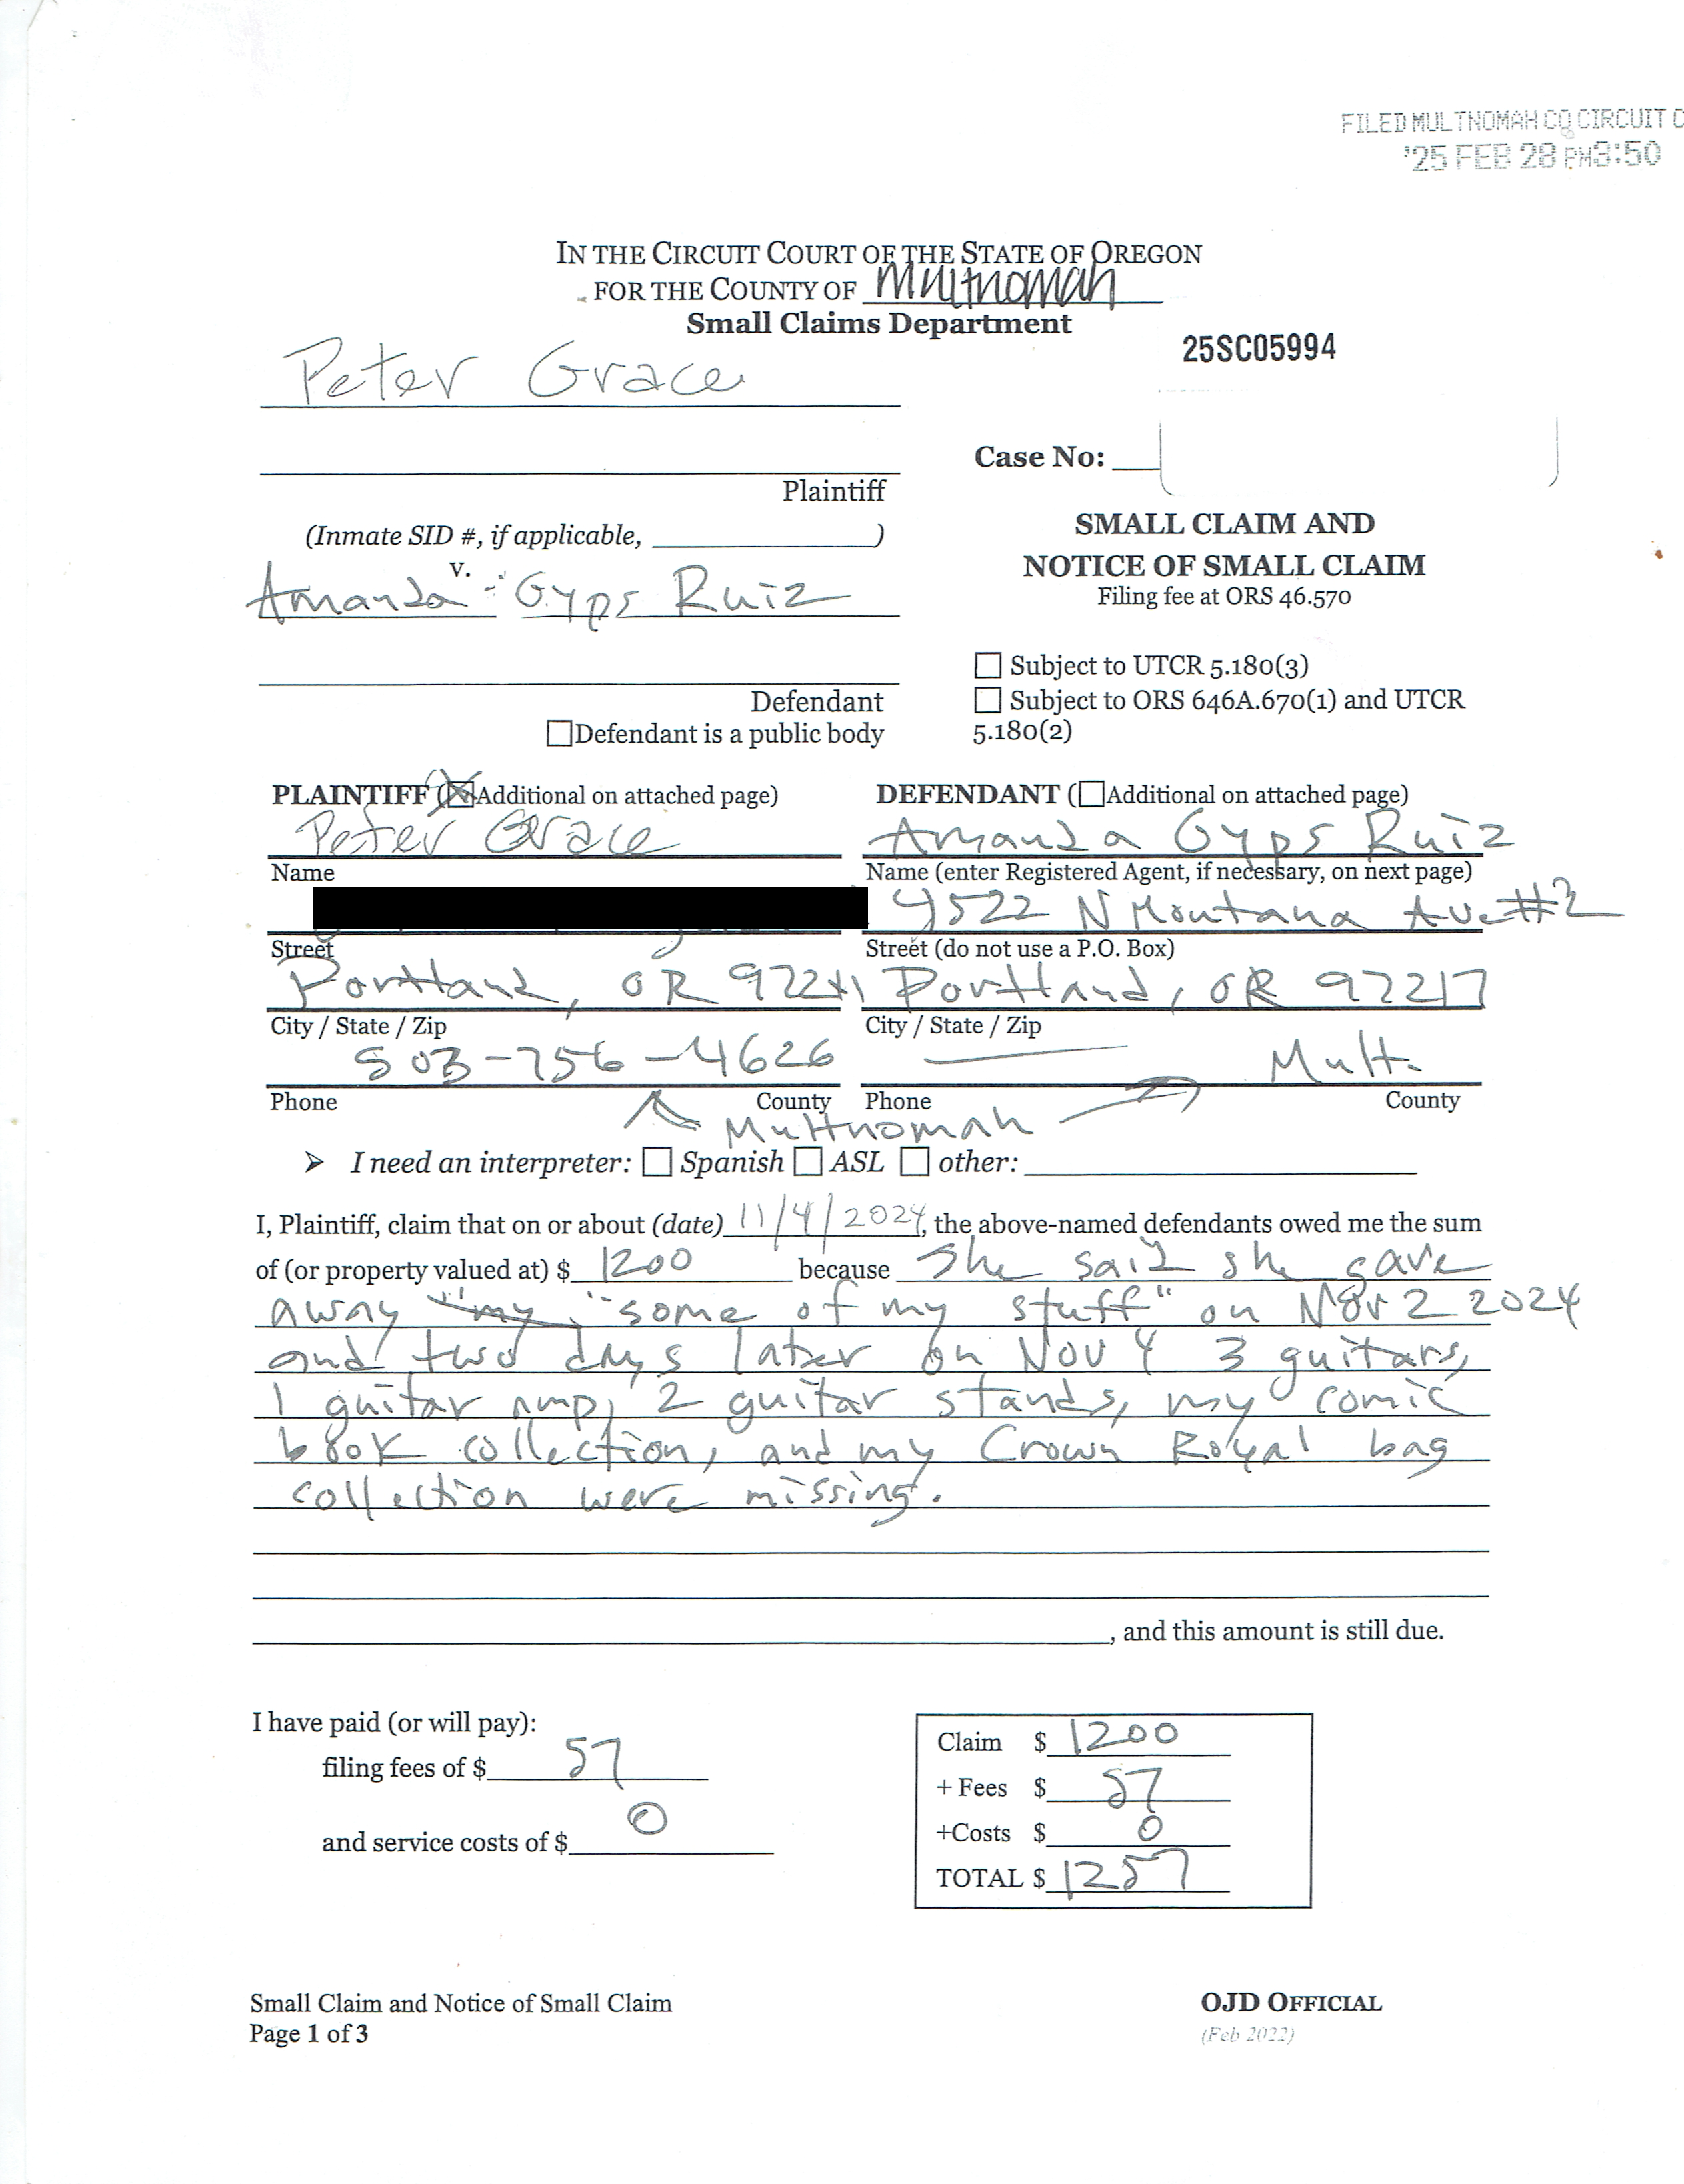 FILED MULTNOMAH CO CIRCUIT C
'25 FEB 28 PM 3:50
IN THE CIRCUIT COURT OF THE STATE OF OREGON
FOR THE COUNTY OF Multnomah
Small Claims Department
25SC05994
Peter Grace
Case No:
Plaintiff
(Inmate SID #, if applicable, )
SMALL CLAIM AND
NOTICE OF SMALL CLAIM
Filing fee at ORS 46.570
v.
Amanda Gyps Ruiz
Defendant
☐ Defendant is a public body
☐ Subject to UTCR 5.180(3)
☐ Subject to ORS 646A.670(1) and UTCR
5.180(2)
PLAINTIFF (☒ Additional on attached page) DEFENDANT (☐ Additional on attached page)
Peter Grace Amanda Gyps Ruiz
Name Name (enter Registered Agent, if necessary, on next page)
4522 N Montana Ave #2
Street Street (do not use a P.O. Box)
Portland, OR Portland, OR 97217
City / State / Zip City / State / Zip
503-756-4626 Mult.
Phone County Phone County
Multnomah
➢ I need an interpreter: ☐ Spanish ☐ ASL ☐ other:
I, Plaintiff, claim that on or about (date) 11/4/2024, the above-named defendants owed me the sum
of (or property valued at) $ 1200 because She said she gave
away "my "some of my stuff" on Nov 2 2024
and two days later on Nov 4 3 guitars,
1 guitar amp, 2 guitar stands, my comic
book collection, and my Crown Royal bag
collection were missing.
, and this amount is still due.
I have paid (or will pay):
filing fees of $ 57
and service costs of $ 0
Claim $ 1200
+ Fees $ 57
+Costs $ 0
TOTAL $ 1257
Small Claim and Notice of Small Claim
Page 1 of 3
OJD OFFICIAL
(Feb 2022)